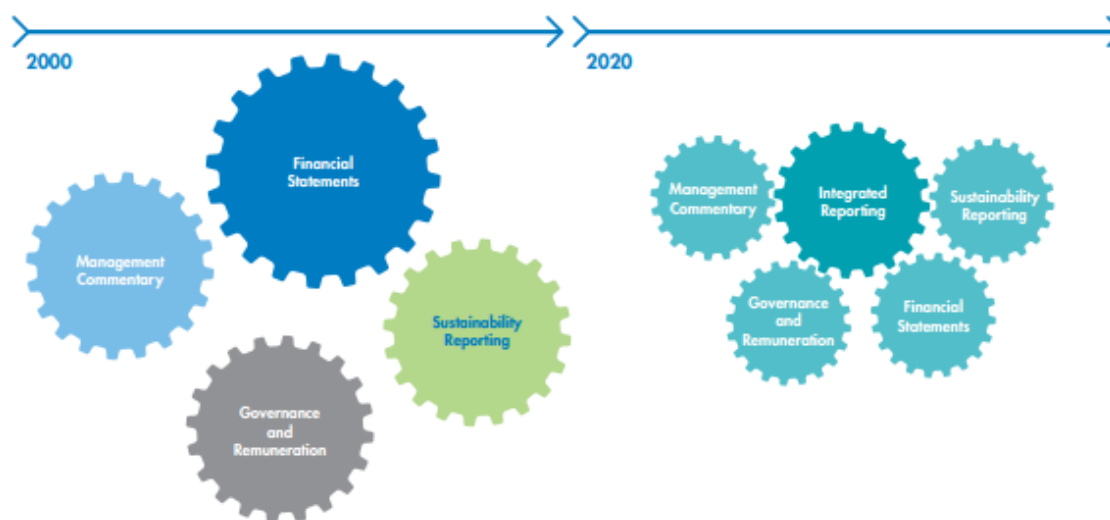 2000
2020
Financial
Statements
Management
Commentary
Sustainability
Reporting
Governance
and
Remuneration
Management
Commentary
Integrated
Reporting
Sustainability
Reporting
Governance
and
Remuneration
Financial
Statements